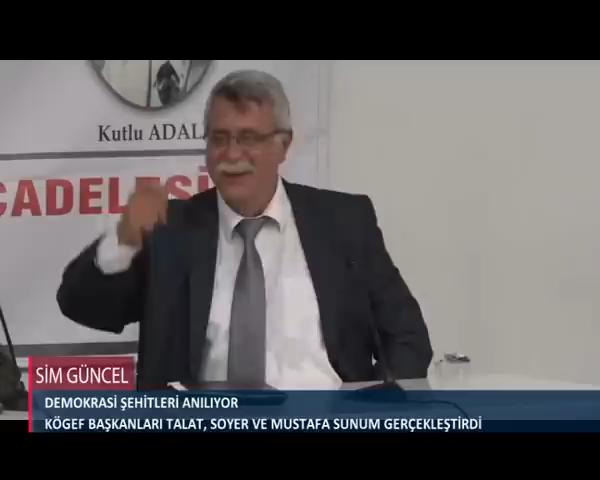 Kutlu ADAL
CADELESİ
SİM GÜNCEL
DEMOKRASİ ŞEHİTLERİ ANILIYOR
KÖGEF BAŞKANLARI TALAT, SOYER VE MUSTAFA SUNUM GERÇEKLEŞTİRDİ